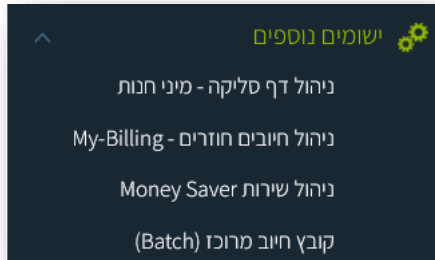 ישומים נוספים
ניהול דף סליקה - מיני חנות
ניהול חיובים חוזרים - My-Billing
ניהול שירות Money Saver
קובץ חיוב מרוכז (Batch)